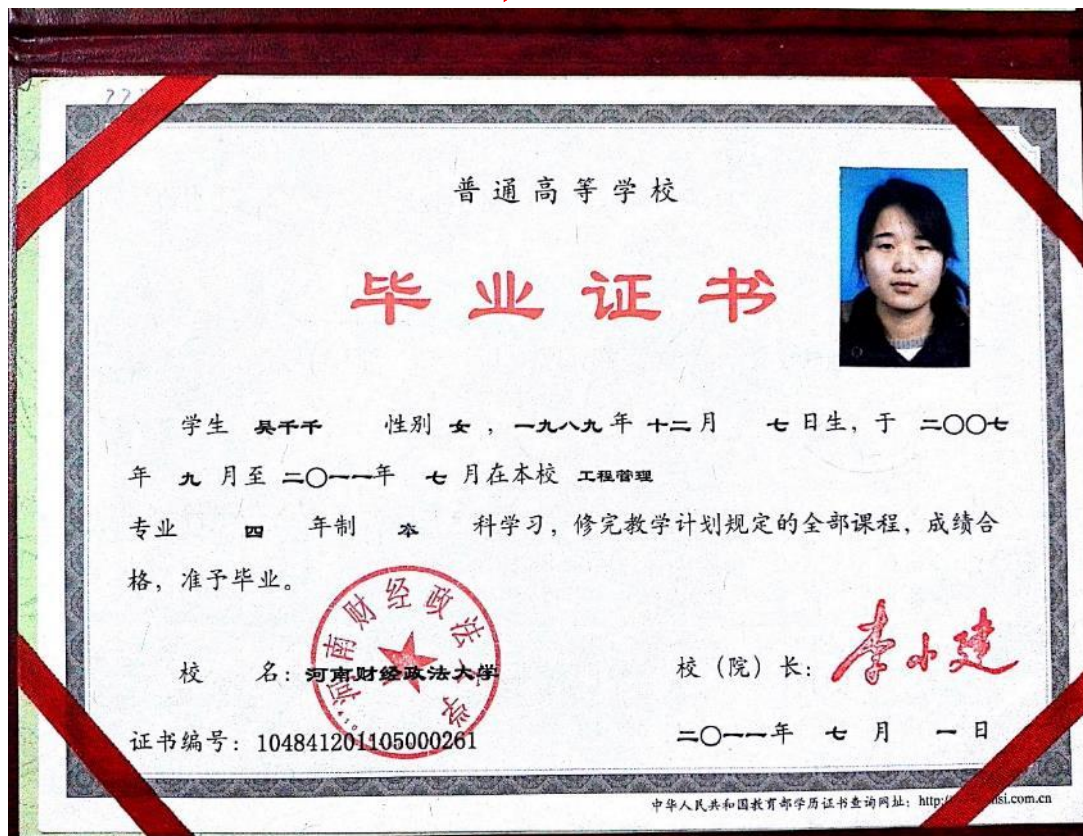 普通高等学校
毕业证书
学生 吴千千 性别 女 ，一九八九年 十二月 七日生，于 二〇〇七
年 九 月至 二〇一一年 七 月在本校 工程管理
专业 四 年制 本 科学习，修完教学计划规定的全部课程，成绩合
格，准予毕业。
河南财经政法大学
校 名：河南财经政法大学
校（院）长：李小建
证书编号：104841201105000261
二〇一一年 七 月 一日
中华人民共和国教育部学历证书查询网址：http: si.com.cn